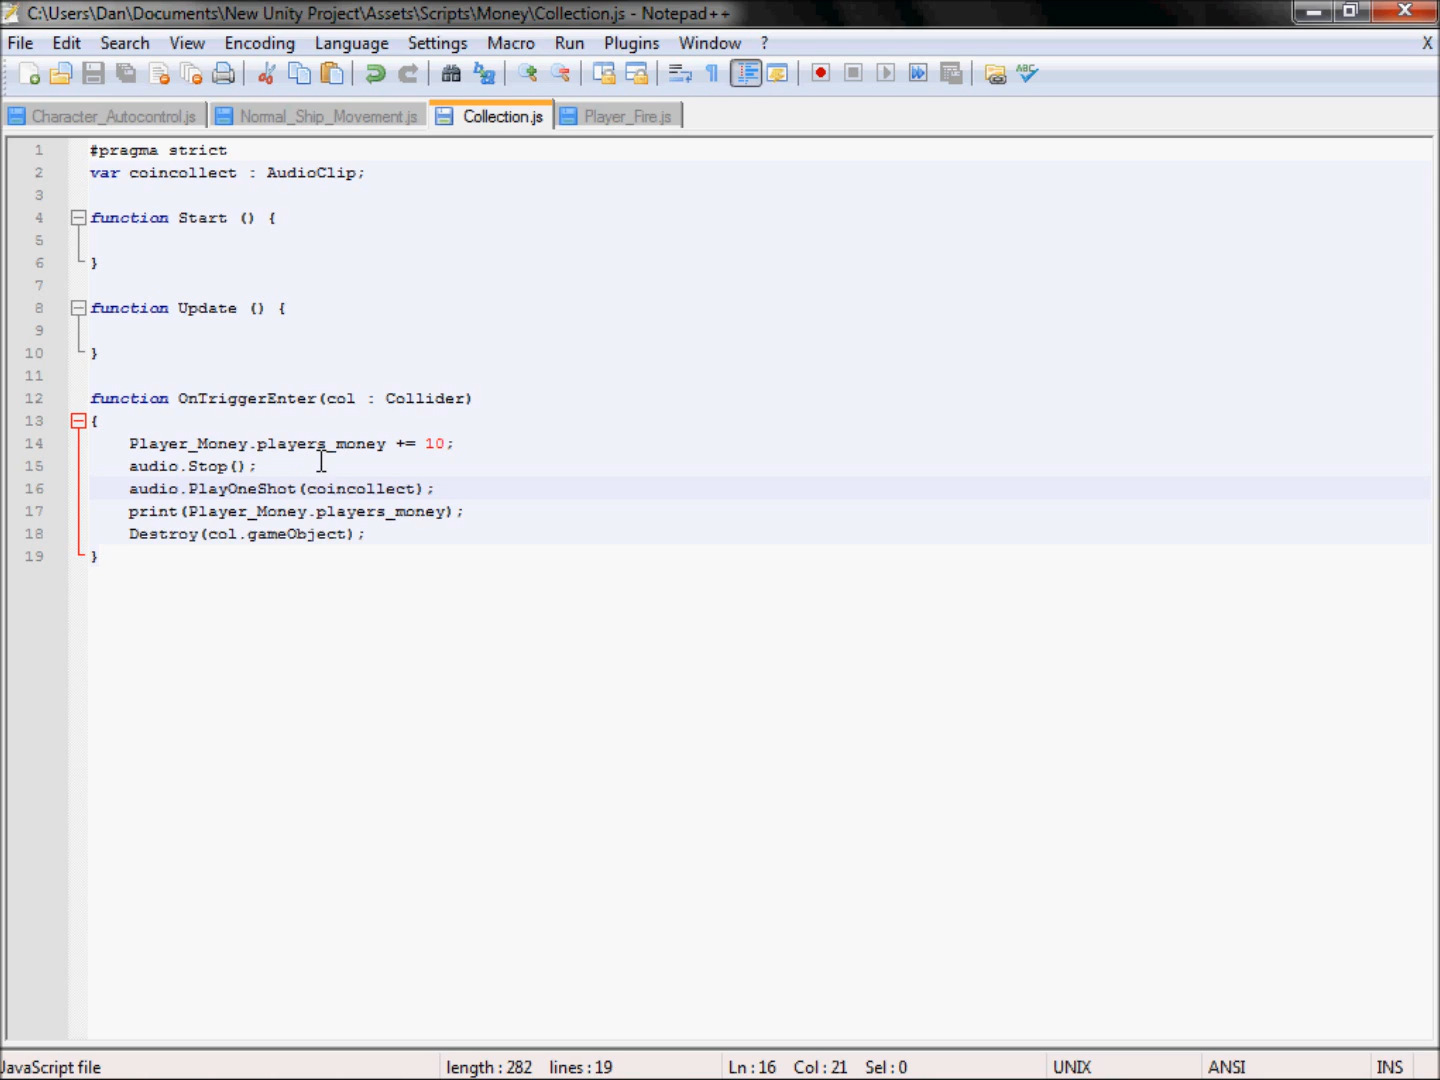 C:\Users\Dan\Documents\New Unity Project\Assets\Scripts\Money\Collection.js - Notepad++
File Edit Search View Encoding Language Settings Macro Run Plugins Window ? X
Character_Autocontrol.js Normal_Ship_Movement.js Collection.js Player_Fire.js
1 #pragma strict
2 var coincollect : AudioClip;
3
4 function Start () {
5
6 }
7
8 function Update () {
9
10 }
11
12 function OnTriggerEnter(col : Collider)
13 {
14 Player_Money.players_money += 10;
15 audio.Stop();
16 audio.PlayOneShot(coincollect);
17 print(Player_Money.players_money);
18 Destroy(col.gameObject);
19 }
JavaScript file length : 282 lines : 19 Ln : 16 Col : 21 Sel : 0 UNIX ANSI INS